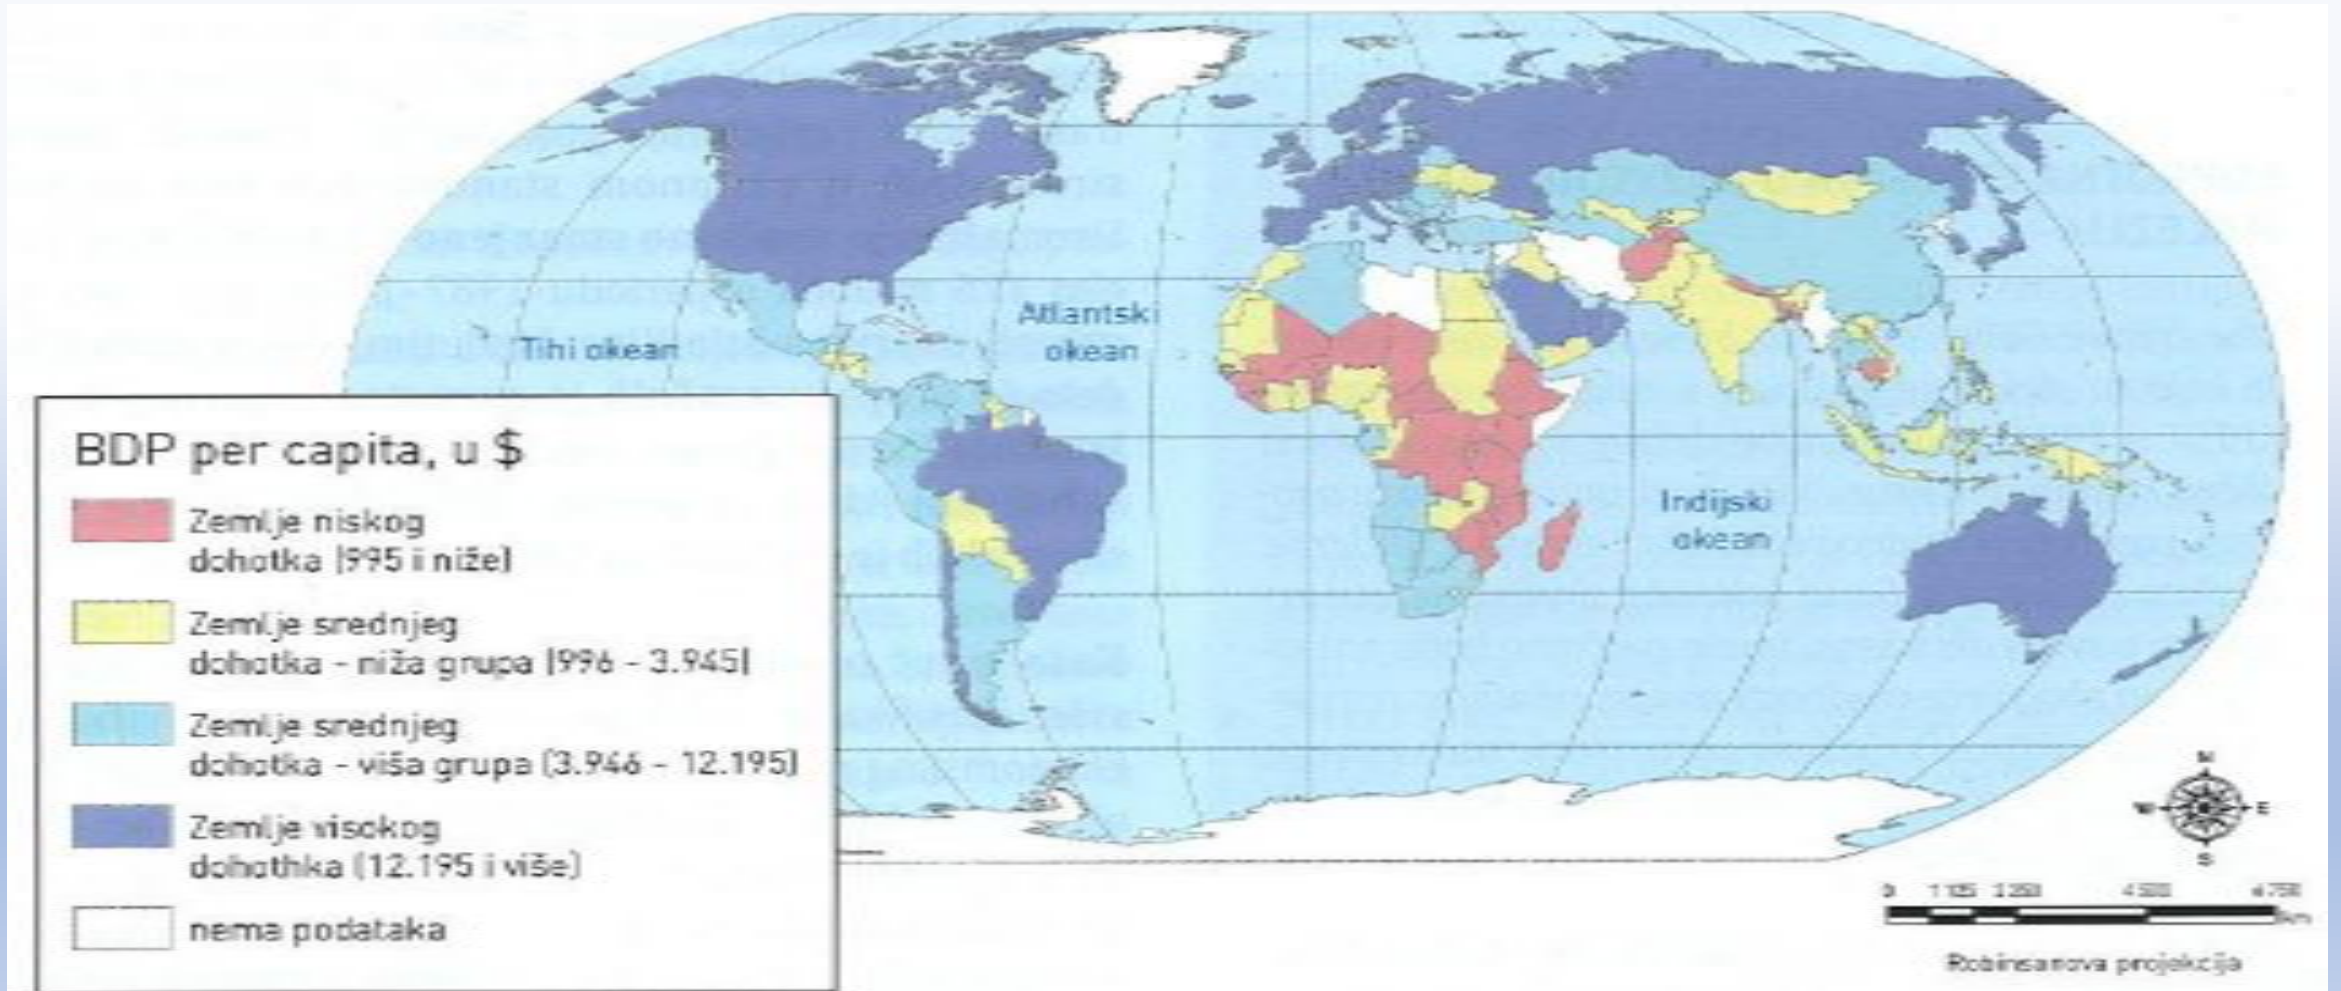 Atlantski
okean
Tihi okean
Indijski
okean
BDP per capita, u $
Zemlje niskog
dohotka (995 i niže)
Zemlje srednjeg
dohotka - niža grupa (996 - 3.945)
Zemlje srednjeg
dohotka - viša grupa (3.946 - 12.195)
Zemlje visokog
dohothka (12.195 i više)
nema podataka
N
W E
S
0
km
Robinsonova projekcija